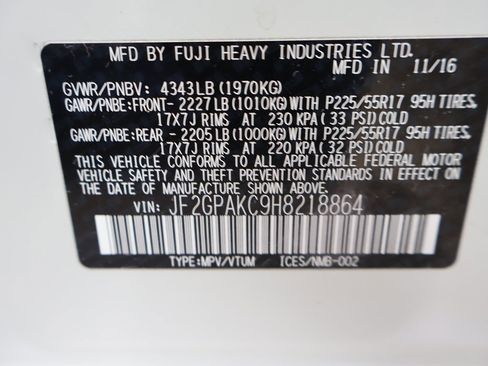 MFD BY FUJI HEAVY INDUSTRIES LTD.
MFD IN 11/16
GVWR/PNBV: 4343LB (1970KG)
GAWR/PNBE:FRONT- 2227LB(1010KG)WITH P225/55R17 95H TIRES,
17X7J RIMS AT 230 KPA(33 PSI)COLD
GAWR/PNBE:REAR - 2205LB(1000KG)WITH P225/55R17 95H TIRES,
17X7J RIMS AT 220 KPA(32 PSI)COLD
THIS VEHICLE CONFORMS TO ALL APPLICABLE FEDERAL MOTOR
VEHICLE SAFETY AND THEFT PREVENTION STANDARDS IN EFFECT ON
THE DATE OF MANUFACTURE SHOWN ABOVE.
VIN: JF2GPAKC9H8218864
TYPE:MPV/VTUM ICES/NMB-002